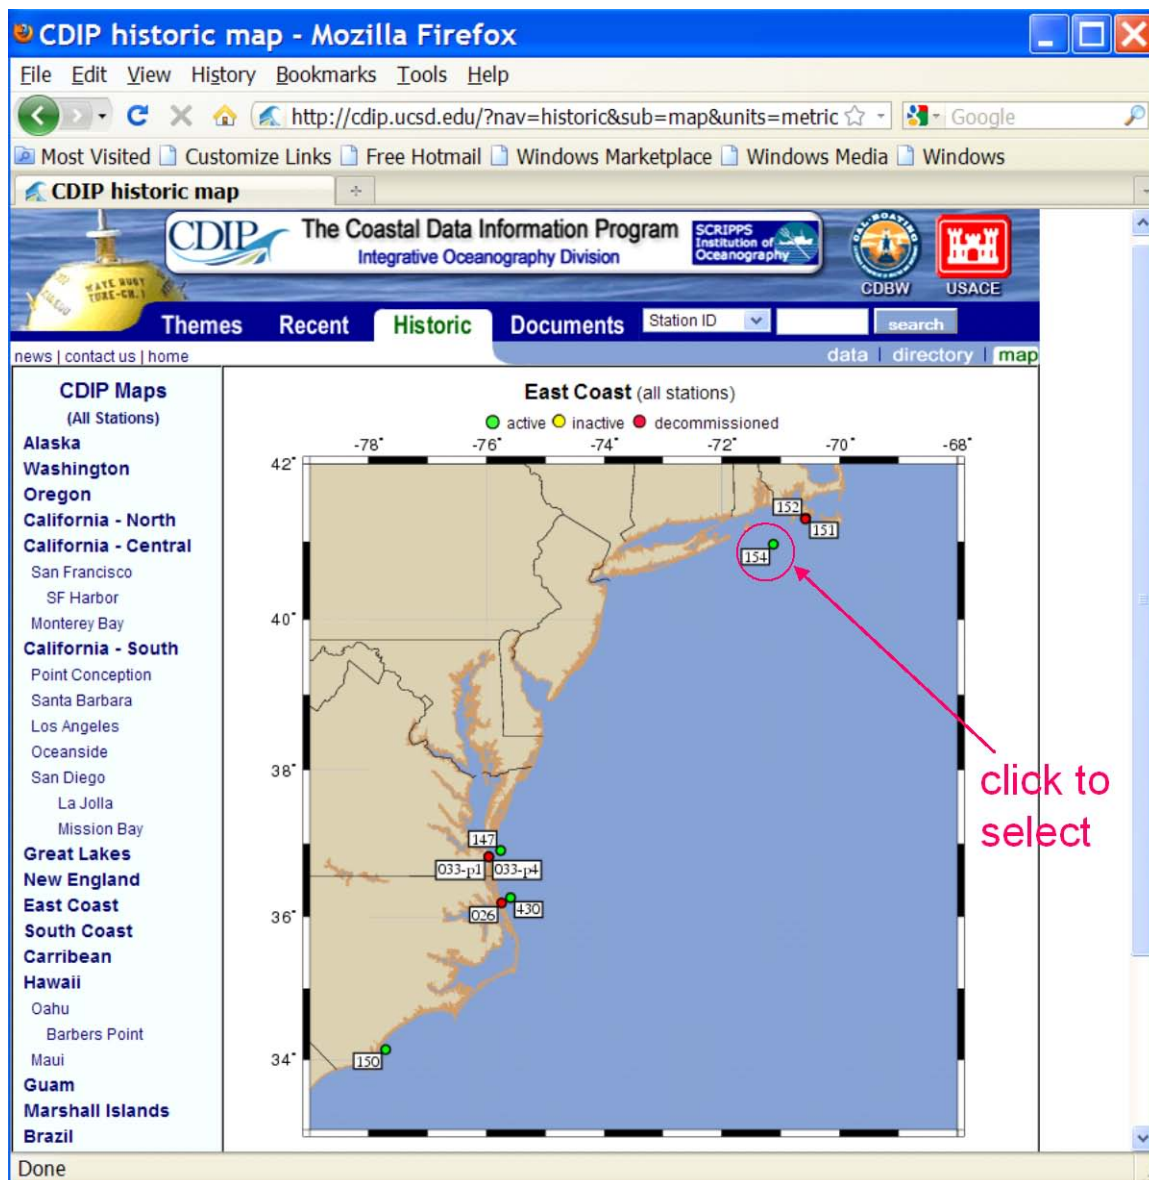 CDIP historic map - Mozilla Firefox
File Edit View History Bookmarks Tools Help
http://cdip.ucsd.edu/?nav=historic&sub=map&units=metric Google
Most Visited Customize Links Free Hotmail Windows Marketplace Windows Media Windows
CDIP historic map
CDIP The Coastal Data Information Program
Integrative Oceanography Division
SCRIPPS
Institution of
Oceanography
CAL-BOATING
CDBW USACE
WAVE BUOY
Themes Recent Historic Documents Station ID search
news | contact us | home data | directory | map
CDIP Maps
(All Stations)
Alaska
Washington
Oregon
California - North
California - Central
San Francisco
SF Harbor
Monterey Bay
California - South
Point Conception
Santa Barbara
Los Angeles
Oceanside
San Diego
La Jolla
Mission Bay
Great Lakes
New England
East Coast
South Coast
Carribean
Hawaii
Oahu
Barbers Point
Maui
Guam
Marshall Islands
Brazil
East Coast (all stations)
active inactive decommissioned
-78° -76° -74° -72° -70° -68°
42°
152
151
154
40°
38°
click to
select
147
033-p1 033-p4
36°
026 430
34°
150
Done